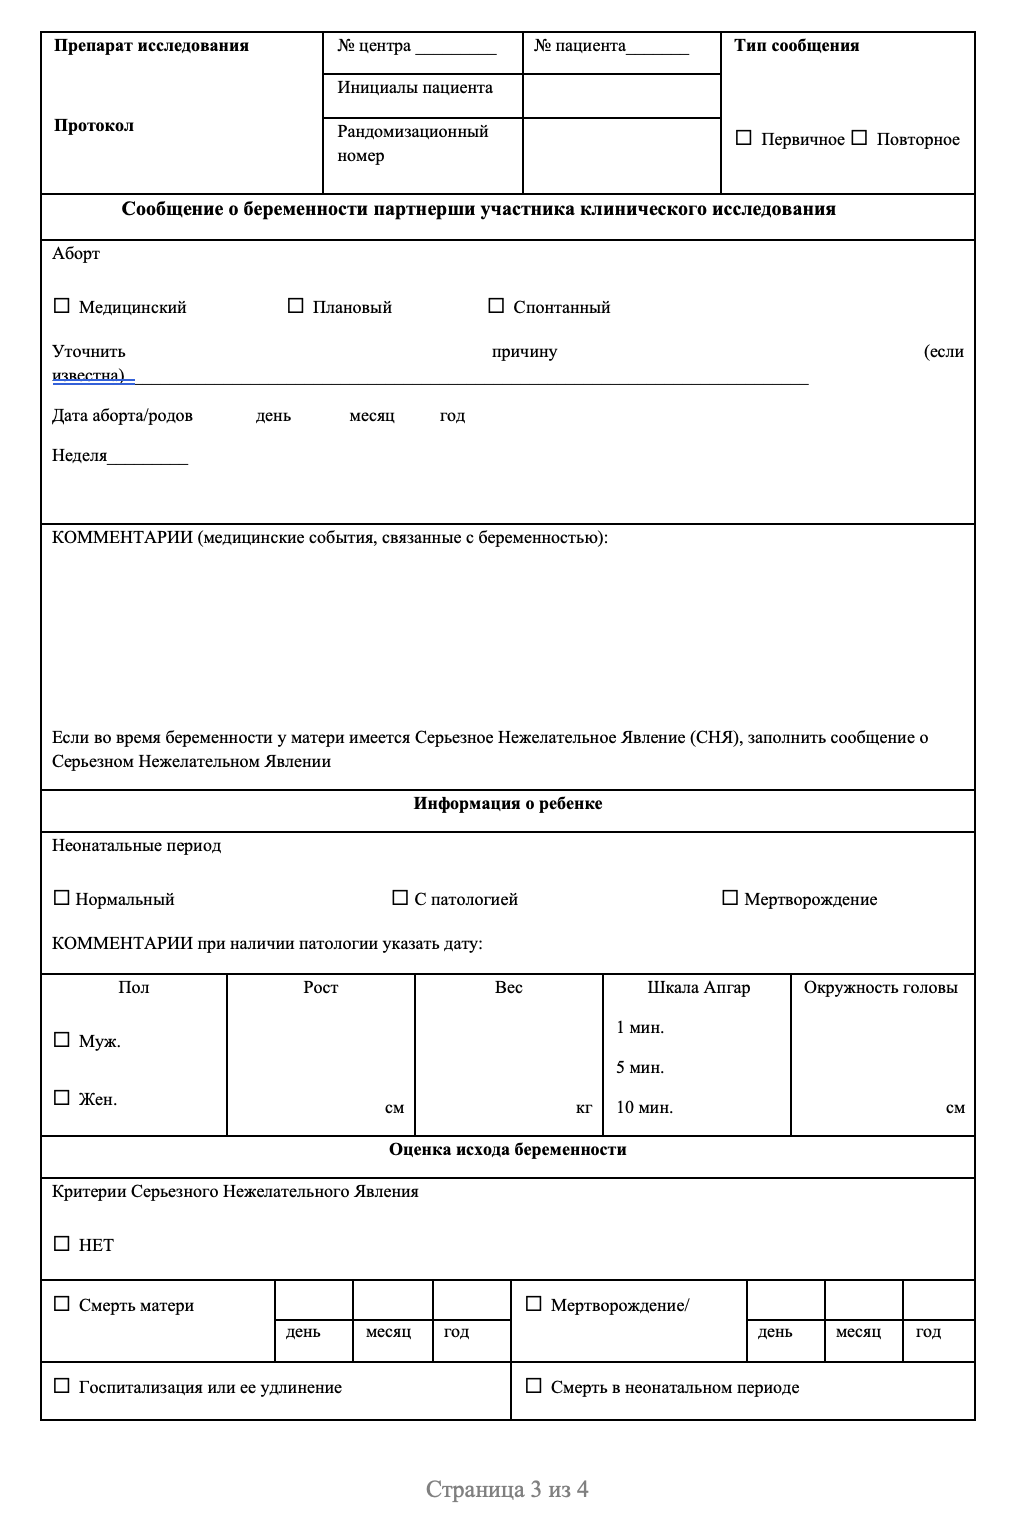 Препарат исследования
№ центра _________
№ пациента_______
Тип сообщения
Инициалы пациента
Протокол
Рандомизационный
номер
☐ Первичное ☐ Повторное
Сообщение о беременности партнерши участника клинического исследования
Аборт
☐ Медицинский ☐ Плановый ☐ Спонтанный
Уточнить причину (если
известна)
Дата аборта/родов день месяц год
Неделя_________
КОММЕНТАРИИ (медицинские события, связанные с беременностью):
Если во время беременности у матери имеется Серьезное Нежелательное Явление (СНЯ), заполнить сообщение о
Серьезном Нежелательном Явлении
Информация о ребенке
Неонатальные период
☐ Нормальный ☐ С патологией ☐ Мертворождение
КОММЕНТАРИИ при наличии патологии указать дату:
Пол
☐ Муж.
☐ Жен.
Рост
см
Вес
кг
Шкала Апгар
1 мин.
5 мин.
10 мин.
Окружность головы
см
Оценка исхода беременности
Критерии Серьезного Нежелательного Явления
☐ НЕТ
☐ Смерть матери
день месяц год
☐ Мертворождение/
день месяц год
☐ Госпитализация или ее удлинение
☐ Смерть в неонатальном периоде
Страница 3 из 4